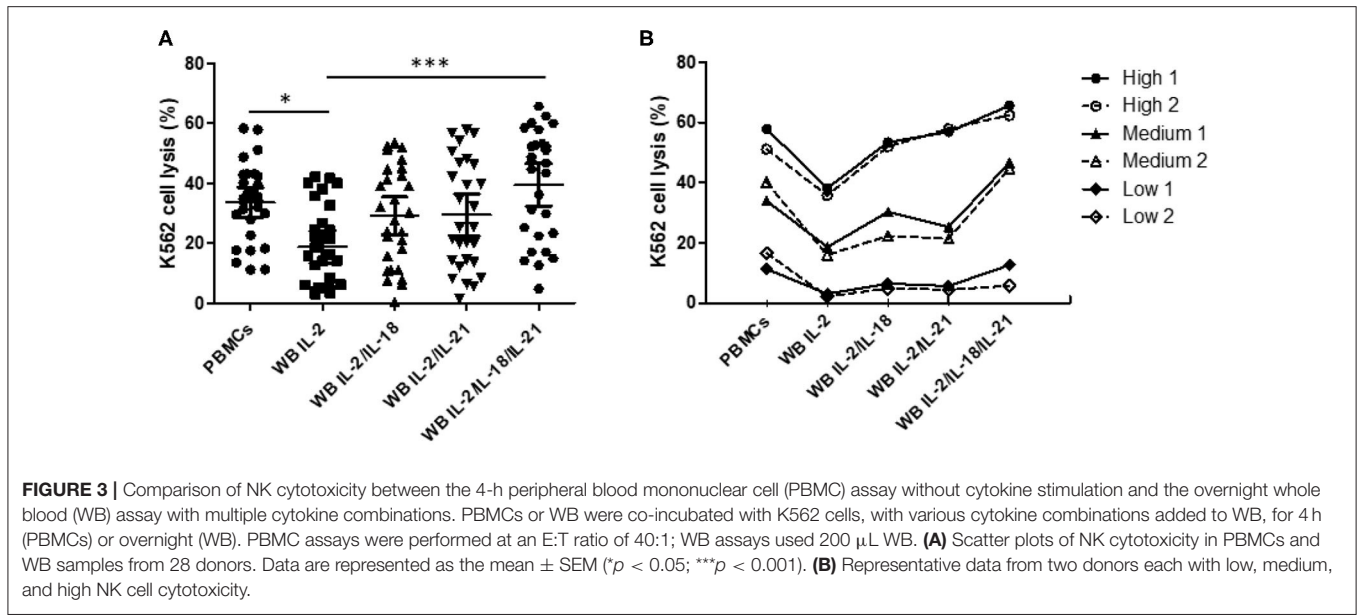 A
80
60
40
20
0
K562 cell lysis (%)
*
***
PBMCs
WB IL-2
WB IL-2/IL-18
WB IL-2/IL-21
WB IL-2/IL-18/IL-21
B
80
60
40
20
0
K562 cell lysis (%)
PBMCs
WB IL-2
WB IL-2/IL-18
WB IL-2/IL-21
WB IL-2/IL-18/IL-21
High 1
High 2
Medium 1
Medium 2
Low 1
Low 2
FIGURE 3 | Comparison of NK cytotoxicity between the 4-h peripheral blood mononuclear cell (PBMC) assay without cytokine stimulation and the overnight whole
blood (WB) assay with multiple cytokine combinations. PBMCs or WB were co-incubated with K562 cells, with various cytokine combinations added to WB, for 4 h
(PBMCs) or overnight (WB). PBMC assays were performed at an E:T ratio of 40:1; WB assays used 200 μL WB. (A) Scatter plots of NK cytotoxicity in PBMCs and
WB samples from 28 donors. Data are represented as the mean ± SEM (*p < 0.05; ***p < 0.001). (B) Representative data from two donors each with low, medium,
and high NK cell cytotoxicity.